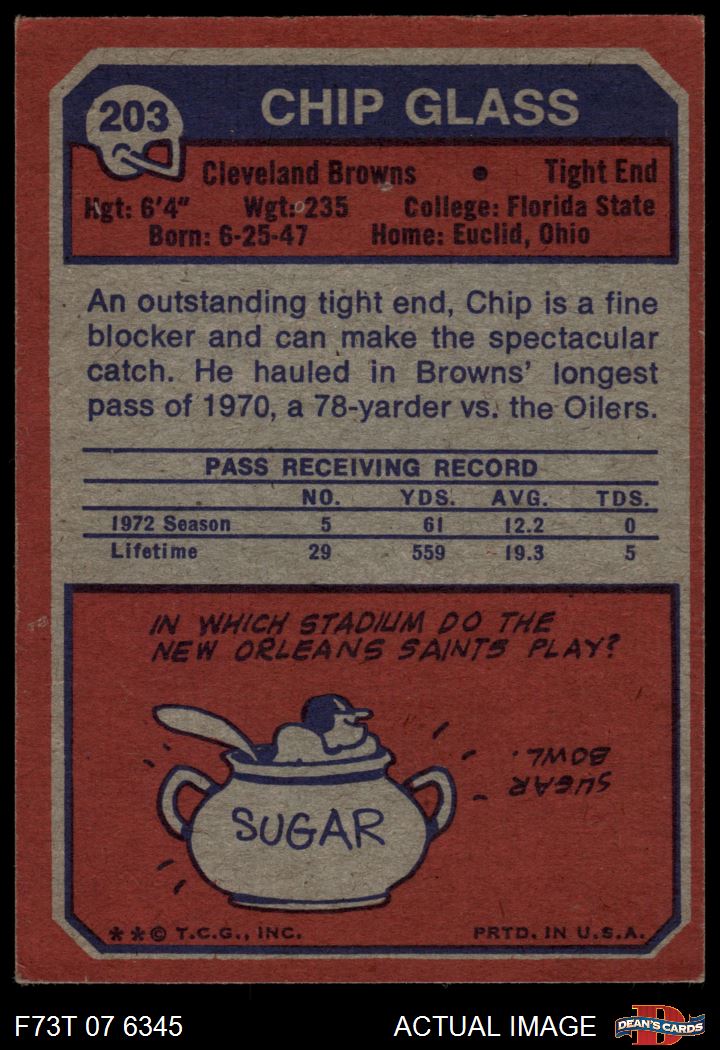 203
CHIP GLASS
Cleveland Browns • Tight End
Hgt: 6'4" Wgt: 235 College: Florida State
Born: 6-25-47 Home: Euclid, Ohio
An outstanding tight end, Chip is a fine
blocker and can make the spectacular
catch. He hauled in Browns' longest
pass of 1970, a 78-yarder vs. the Oilers.
PASS RECEIVING RECORD
NO. YDS. AVG. TDS.
1972 Season 5 61 12.2 0
Lifetime 29 559 19.3 5
IN WHICH STADIUM DO THE
NEW ORLEANS SAINTS PLAY?
SUGAR
BOWL.
SUGAR
**© T.C.G., INC. PRTD. IN U.S.A.
F73T 07 6345 ACTUAL IMAGE
D
DEAN'S CARDS